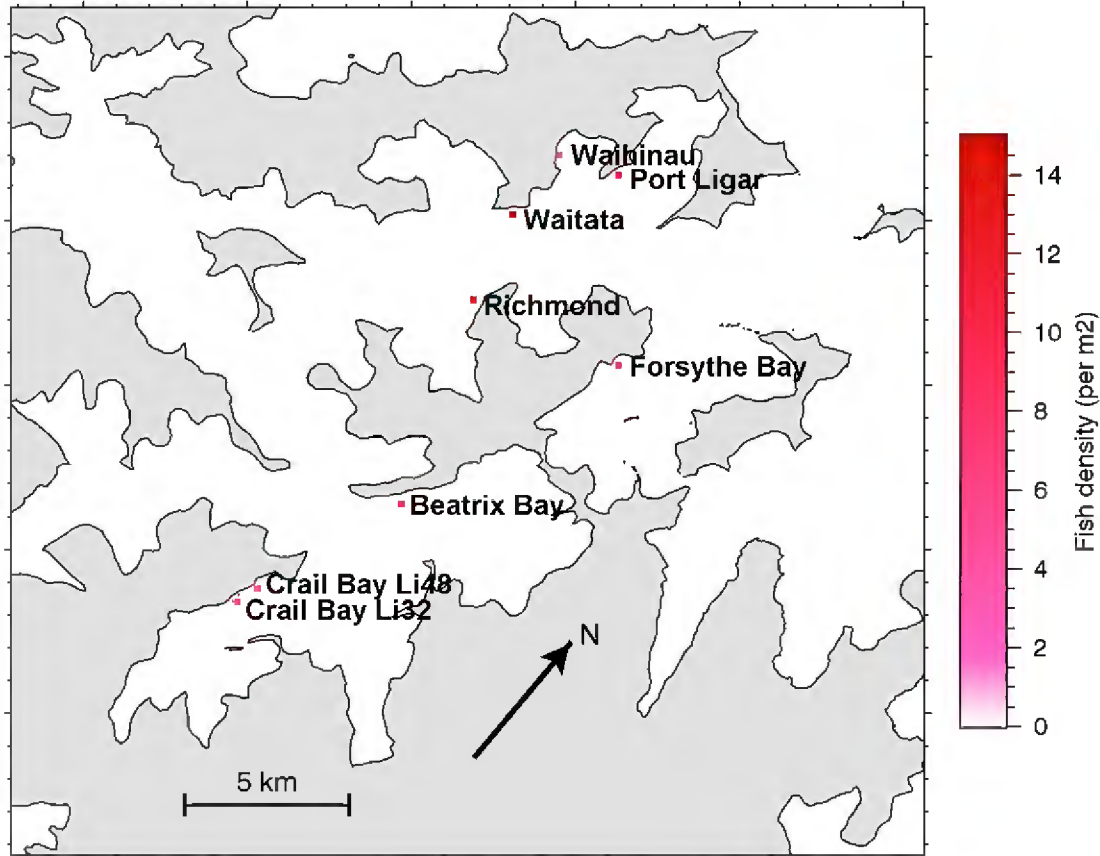 Waihinau
Port Ligar
Waitata
Richmond
Forsythe Bay
Beatrix Bay
Crail Bay Li48
Crail Bay Li32
N
5 km
14
12
10
8
6
4
2
0
Fish density (per m2)